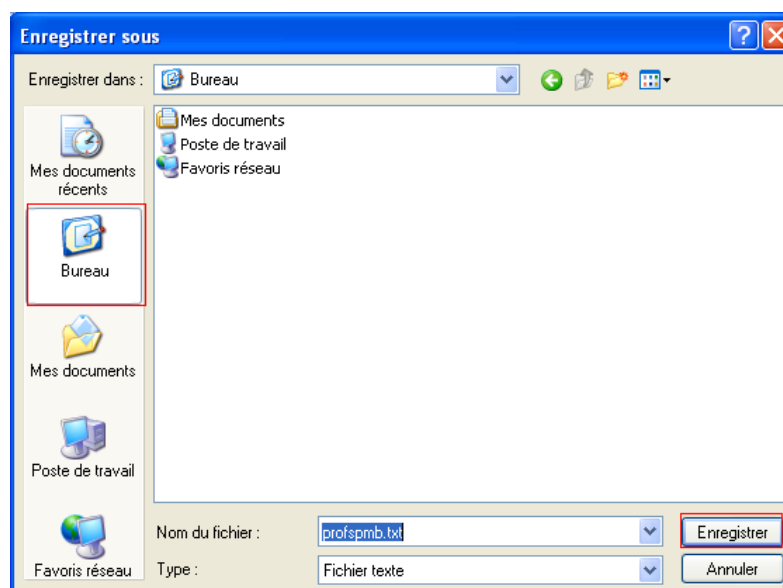 Enregistrer sous
Enregistrer dans :
Bureau
Mes documents récents
Bureau
Mes documents
Poste de travail
Favoris réseau
Mes documents
Poste de travail
Favoris réseau
Nom du fichier :
profspmb.txt
Enregistrer
Type :
Fichier texte
Annuler